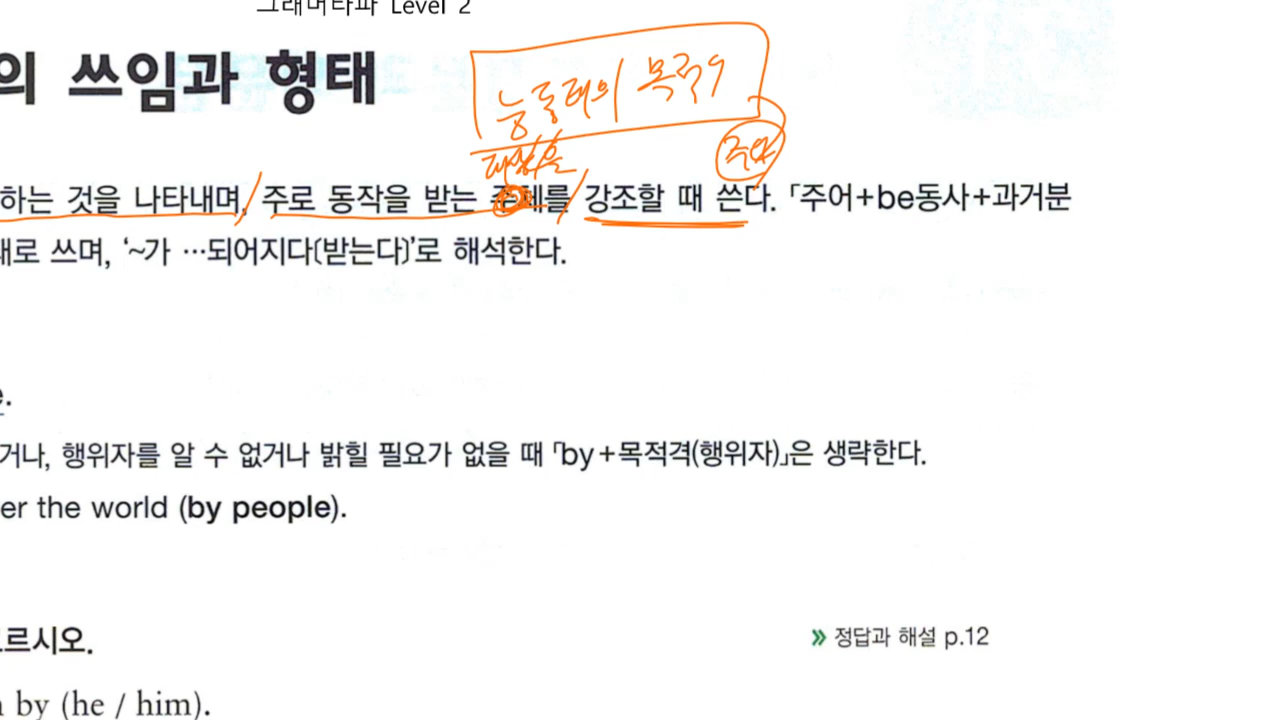 그래머타파 Level 2
의 쓰임과 형태
능동태의 목적어
대상을
주어
하는 것을 나타내며, 주로 동작을 받는 주체를 강조할 때 쓴다. 「주어+be동사+과거분
태로 쓰며, '~가 …되어지다(받는다)'로 해석한다.
e.
거나, 행위자를 알 수 없거나 밝힐 필요가 없을 때 「by+목적격(행위자)」은 생략한다.
er the world (by people).
르시오.
정답과 해설 p.12
by (he / him).